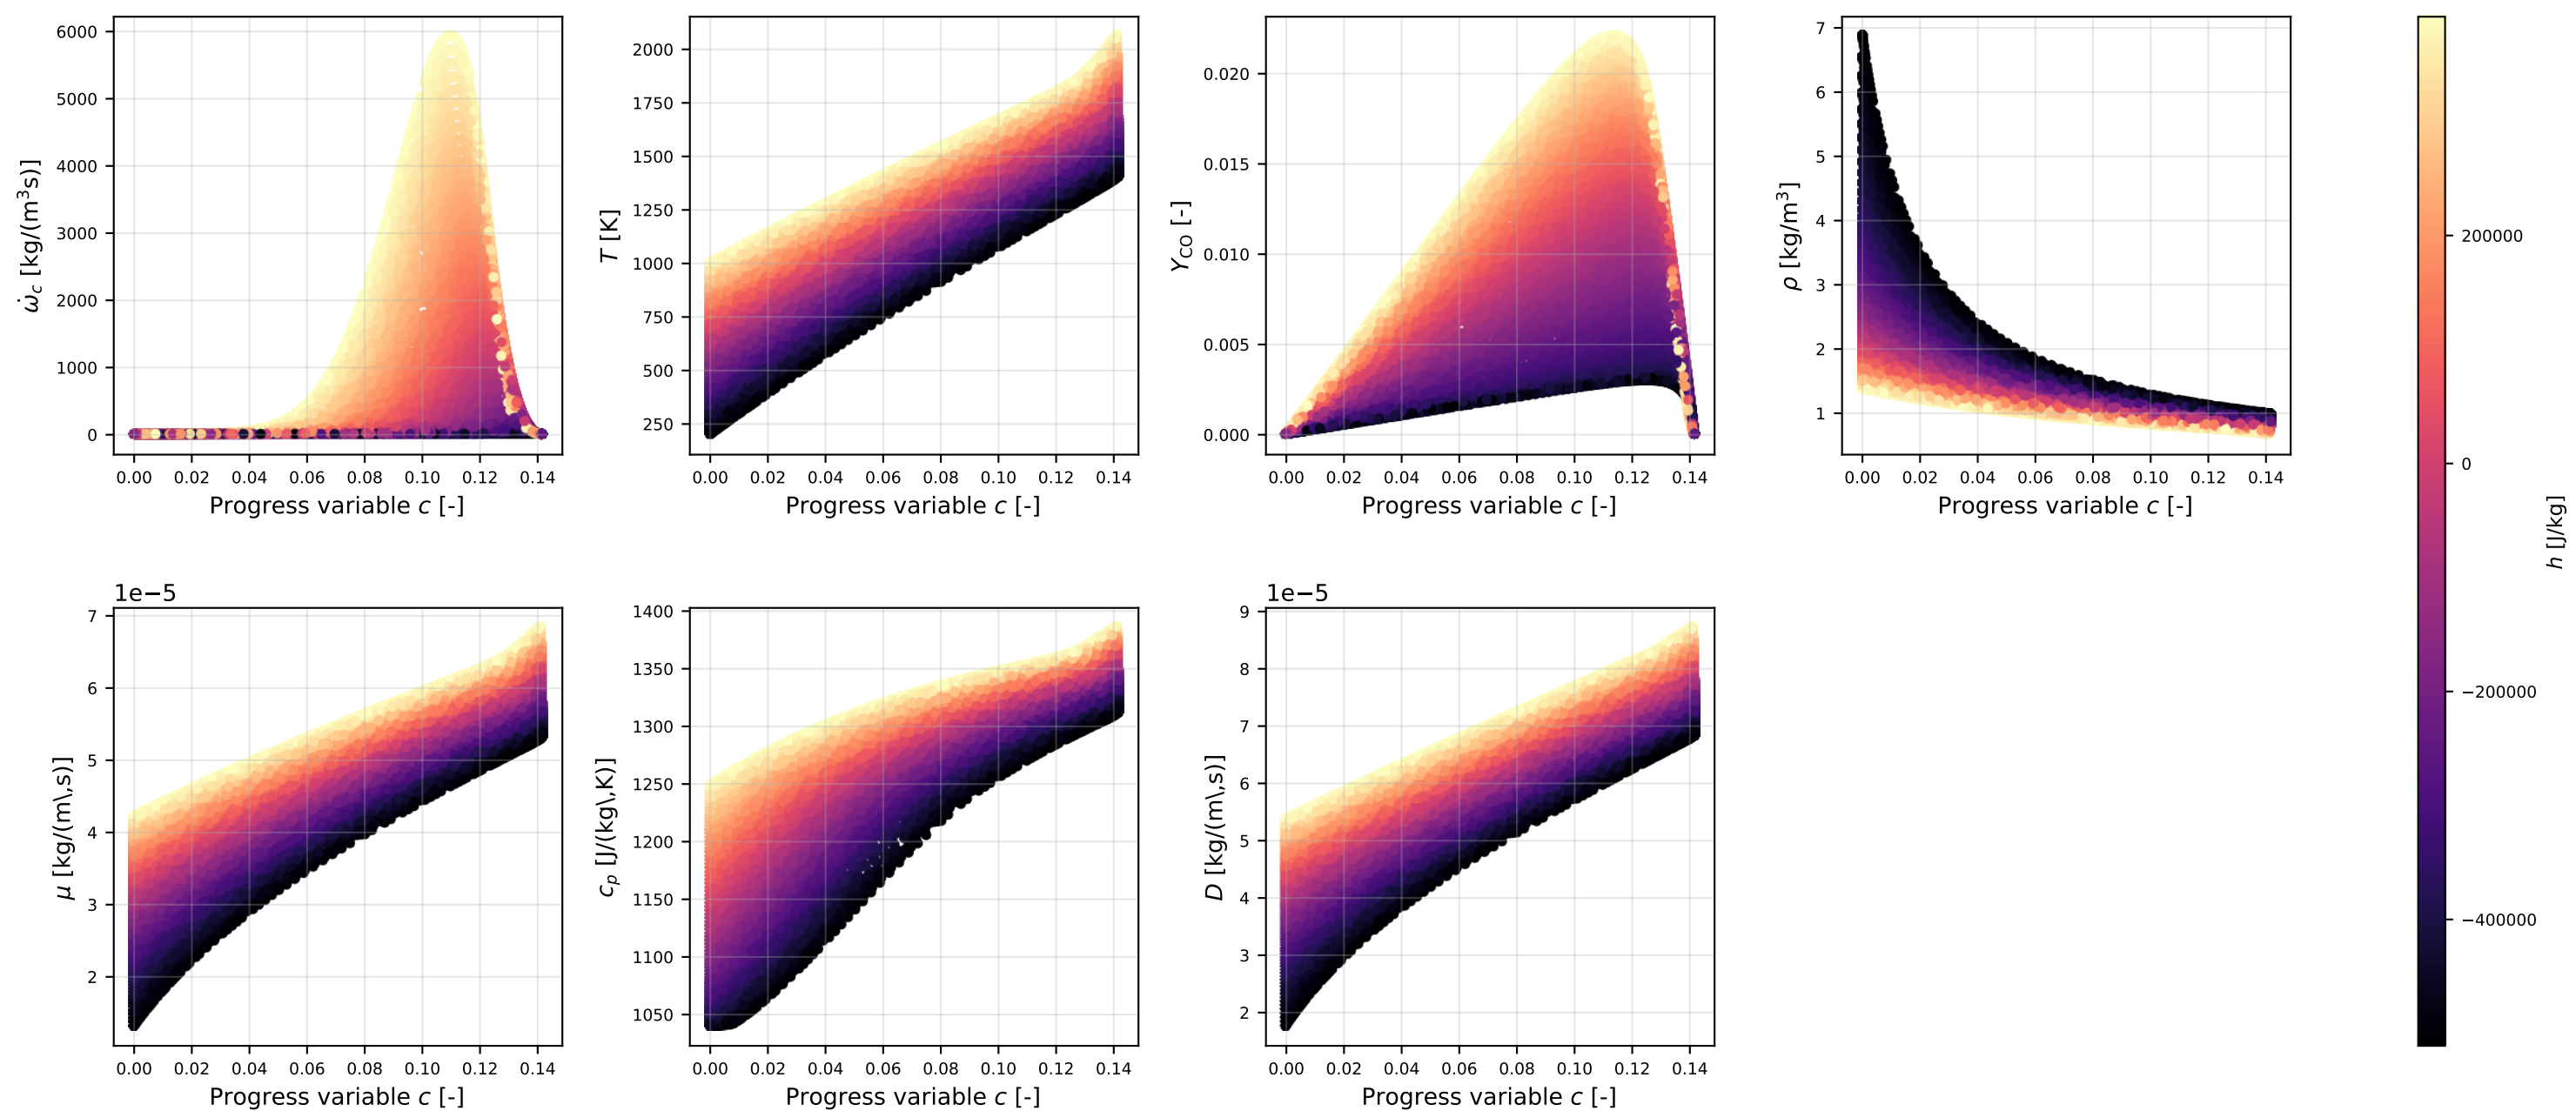 6000
5000
4000
3000
2000
1000
0
ω̇c [kg/(m³s)]
0.00 0.02 0.04 0.06 0.08 0.10 0.12 0.14
Progress variable c [-]
2000
1750
1500
1250
1000
750
500
250
T [K]
0.00 0.02 0.04 0.06 0.08 0.10 0.12 0.14
Progress variable c [-]
0.020
0.015
0.010
0.005
0.000
Y_CO [-]
0.00 0.02 0.04 0.06 0.08 0.10 0.12 0.14
Progress variable c [-]
7
6
5
4
3
2
1
ρ [kg/m³]
0.00 0.02 0.04 0.06 0.08 0.10 0.12 0.14
Progress variable c [-]
1e−5
7
6
5
4
3
2
μ [kg/(m\,s)]
0.00 0.02 0.04 0.06 0.08 0.10 0.12 0.14
Progress variable c [-]
1400
1350
1300
1250
1200
1150
1100
1050
c_p [J/(kg\,K)]
0.00 0.02 0.04 0.06 0.08 0.10 0.12 0.14
Progress variable c [-]
1e−5
9
8
7
6
5
4
3
2
D [kg/(m\,s)]
0.00 0.02 0.04 0.06 0.08 0.10 0.12 0.14
Progress variable c [-]
200000
0
−200000
−400000
h [J/kg]